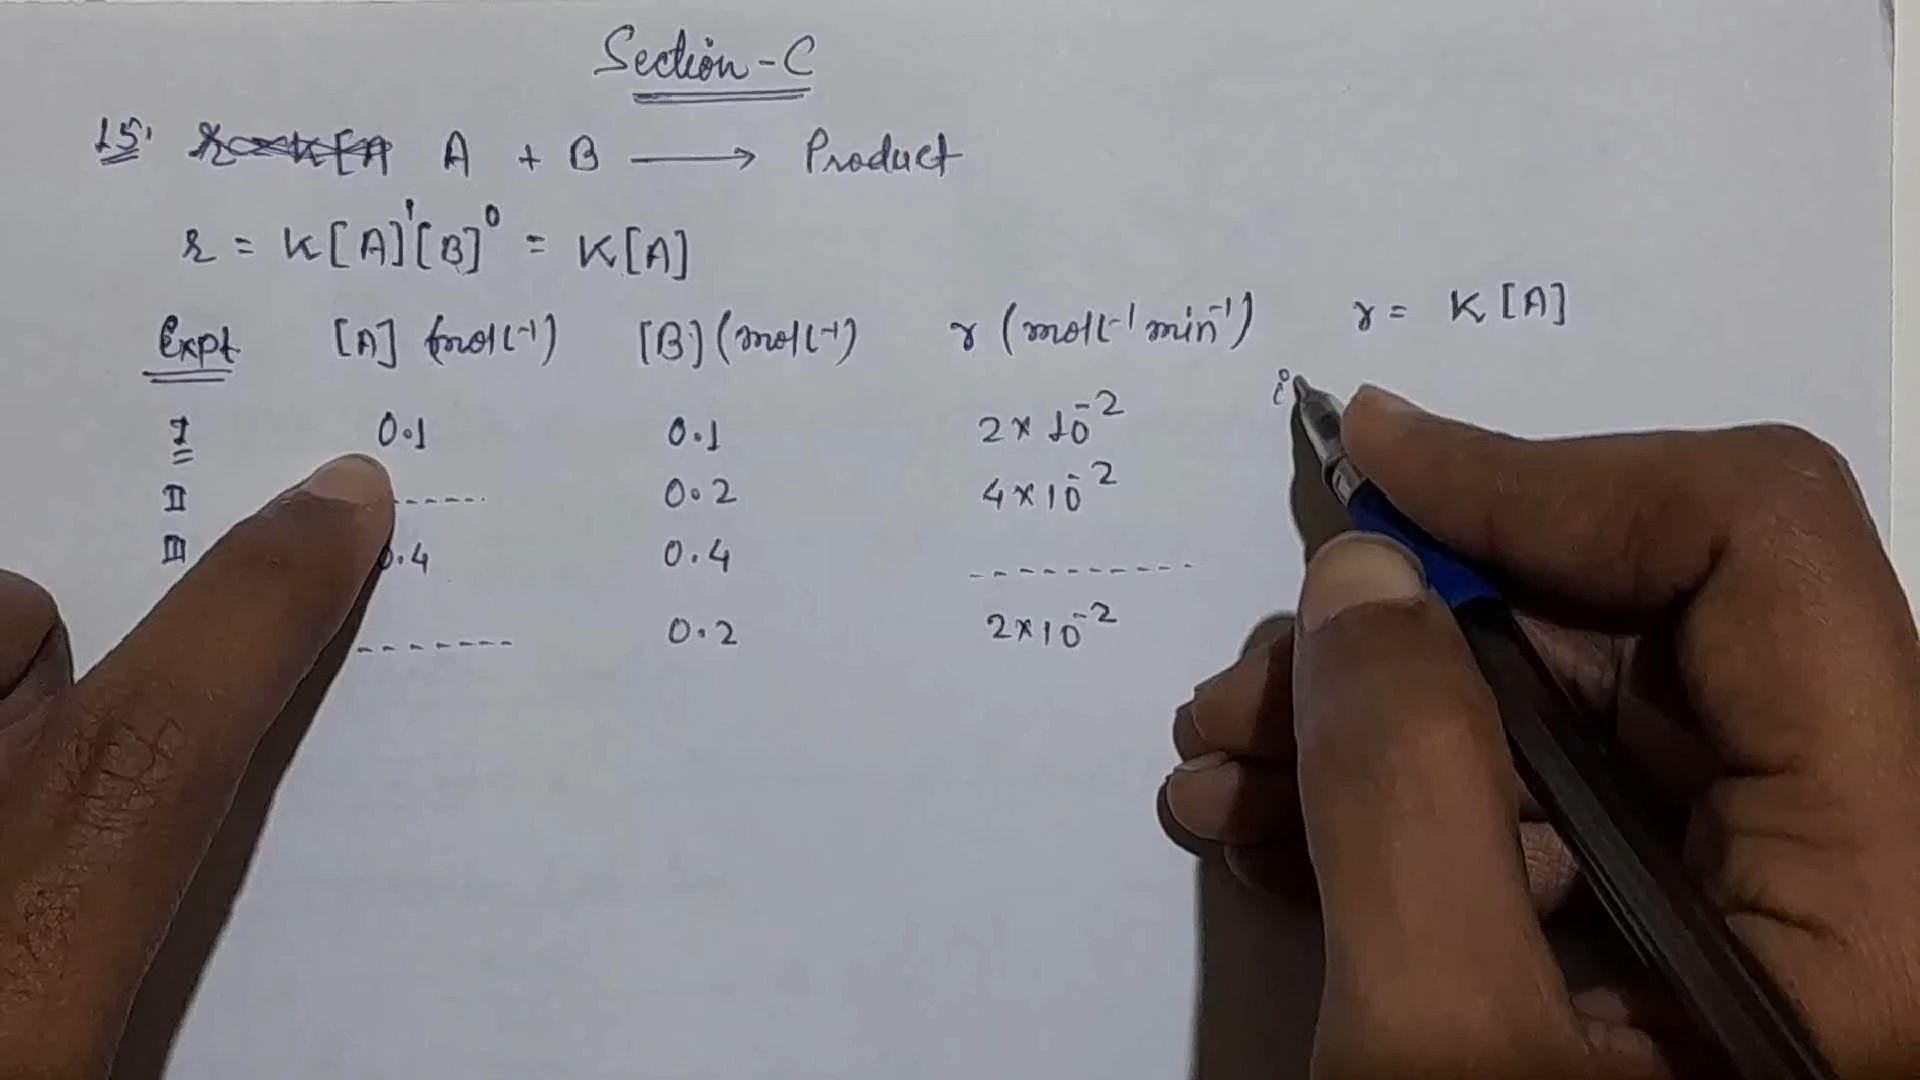 Section-C
15. A + B ⟶ Product
r = K[A]¹[B]⁰ = K[A]
Expt [A] (mol L⁻¹) [B] (mol L⁻¹) r (mol L⁻¹ min⁻¹) r = K[A]
I 0.1 0.1 2 × 10⁻²
II ------ 0.2 4 × 10⁻²
III 0.4 0.4 ----------
-------- 0.2 2 × 10⁻²